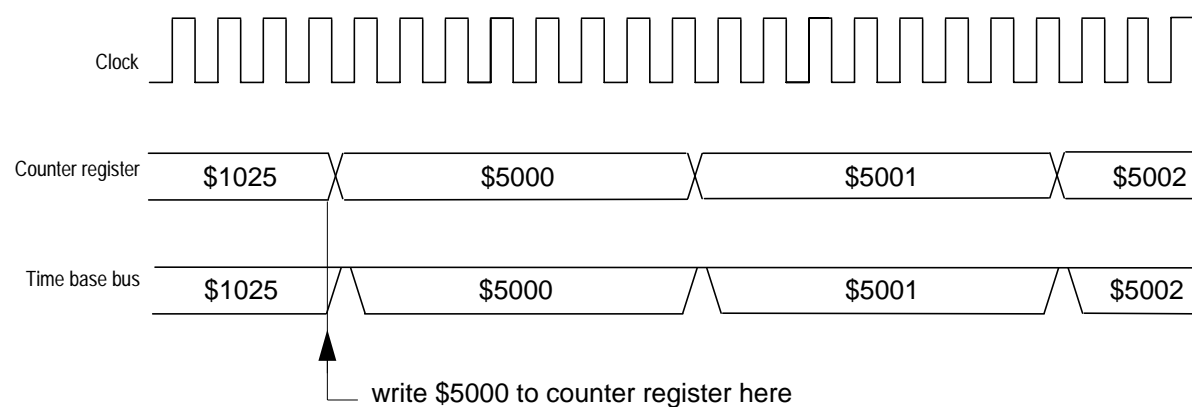 Clock
Counter register $1025 $5000 $5001 $5002
Time base bus $1025 $5000 $5001 $5002
write $5000 to counter register here